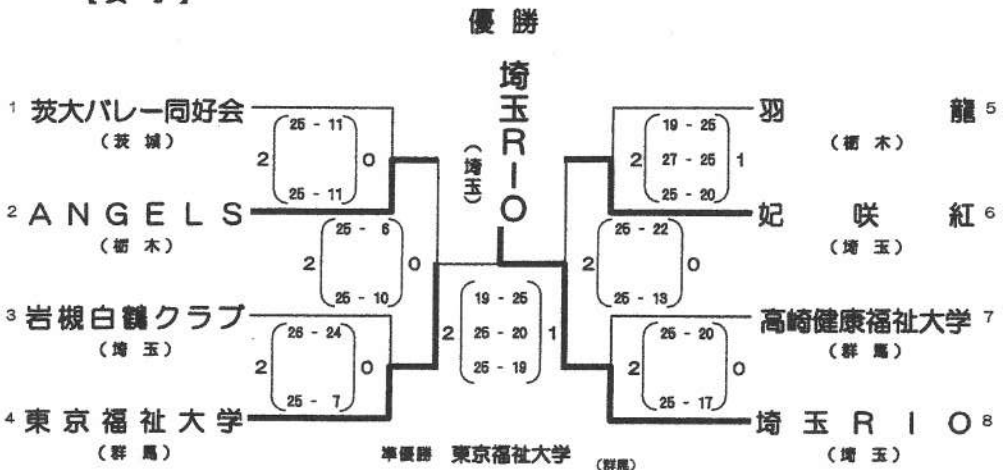 優勝
埼玉RIO
(埼玉)
1 茨大バレー同好会
(茨城)
2 ANGELS
(栃木)
3 岩槻白鶴クラブ
(埼玉)
4 東京福祉大学
(群馬)
5 羽龍
(栃木)
6 妃咲紅
(埼玉)
7 高崎健康福祉大学
(群馬)
8 埼玉RIO
(埼玉)
2 0
25 - 11
25 - 11
2 0
25 - 6
25 - 10
2 0
26 - 24
25 - 7
2 1
19 - 25
25 - 20
25 - 19
2 1
19 - 25
27 - 25
25 - 20
2 0
25 - 22
25 - 13
2 0
25 - 20
25 - 17
準優勝 東京福祉大学 (群馬)